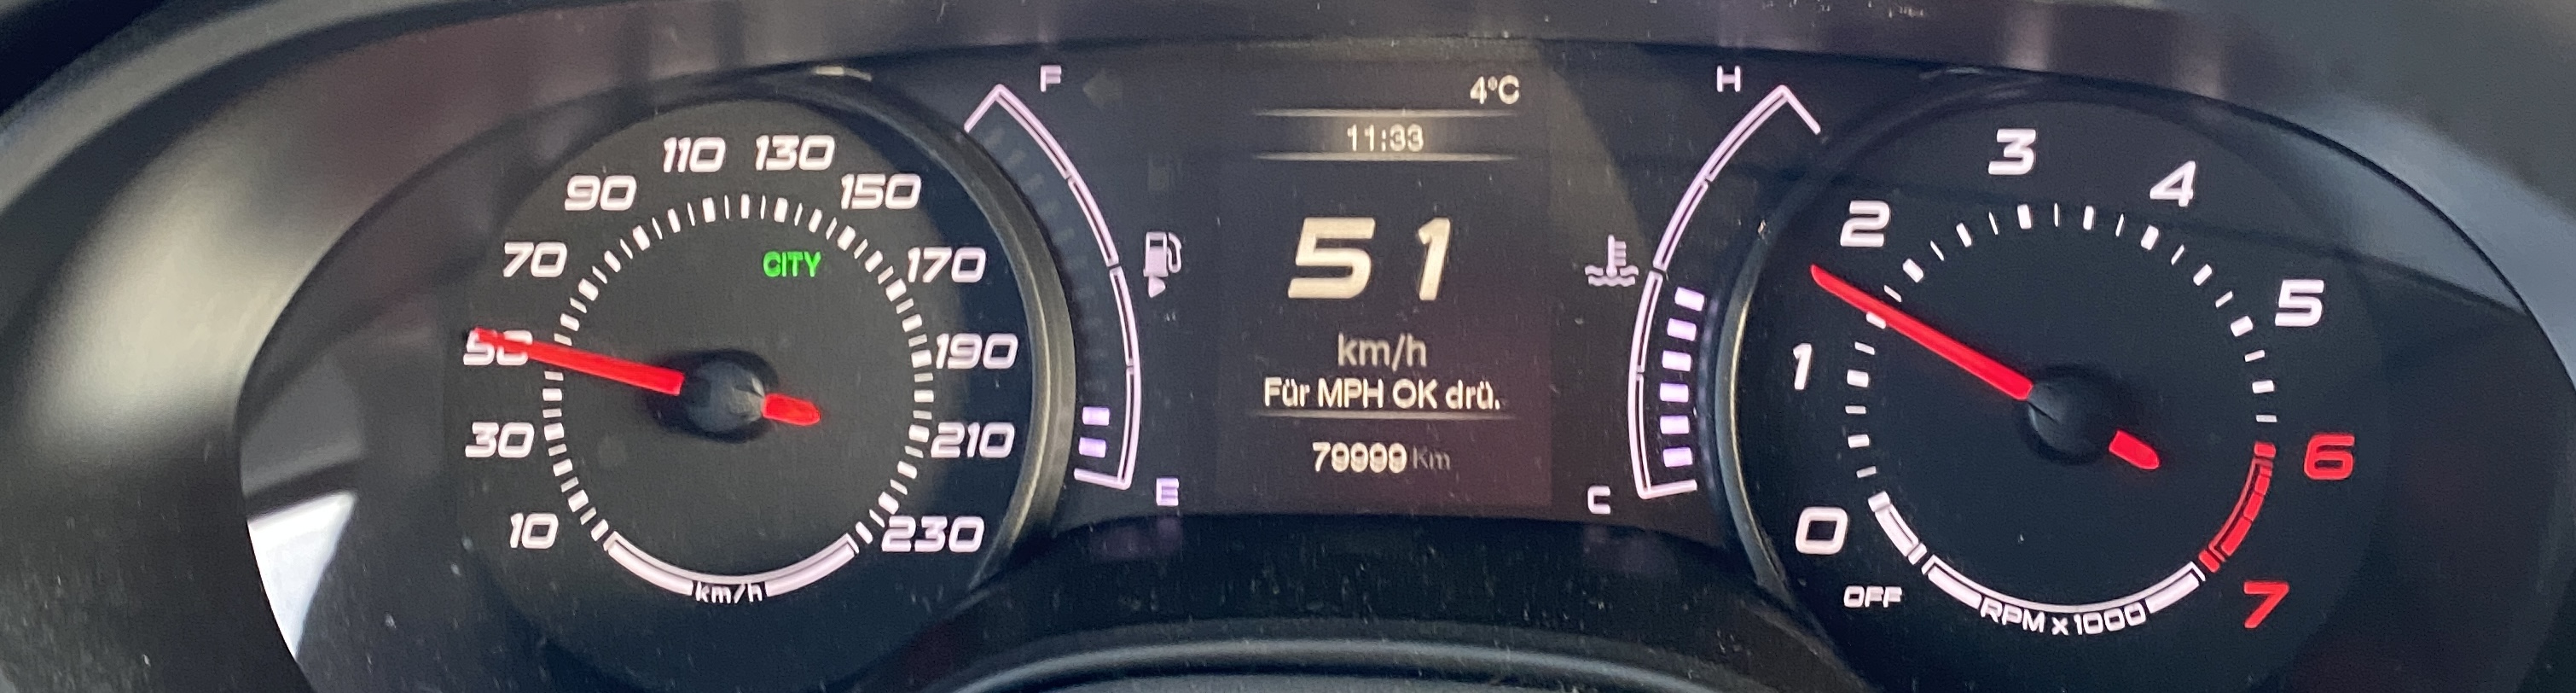 110 130
90 150
70 170
CITY
50 190
30 210
10 230
km/h
F
E
4°C
11:33
51
km/h
Für MPH OK drü.
79999 Km
H
C
3
4
2
5
1
6
0
7
OFF
RPM x 1000